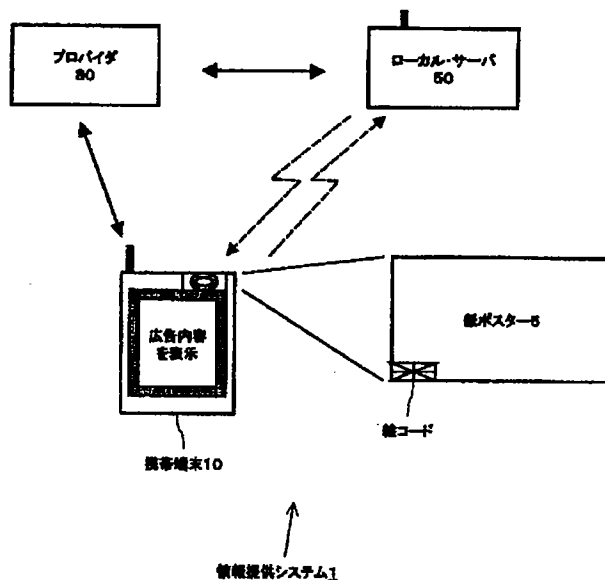 プロバイダ
80
ローカル・サーバ
50
広告内容
を表示
紙ポスター5
絵コード
携帯端末10
情報提供システム1